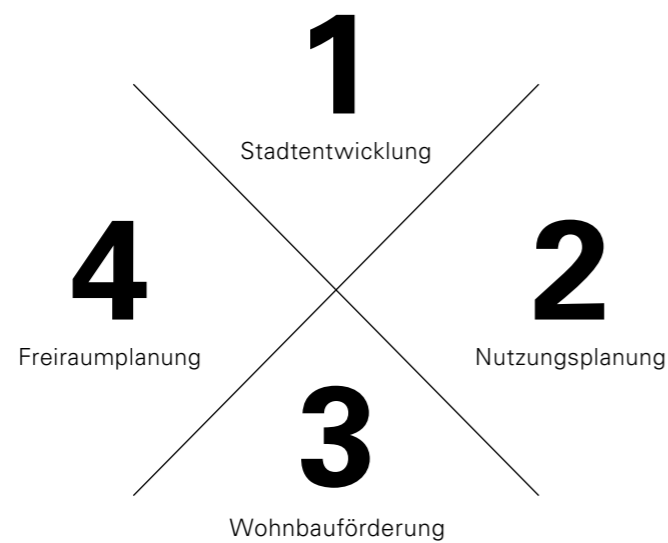 1
Stadtentwicklung
4
Freiraumplanung
2
Nutzungsplanung
3
Wohnbauförderung